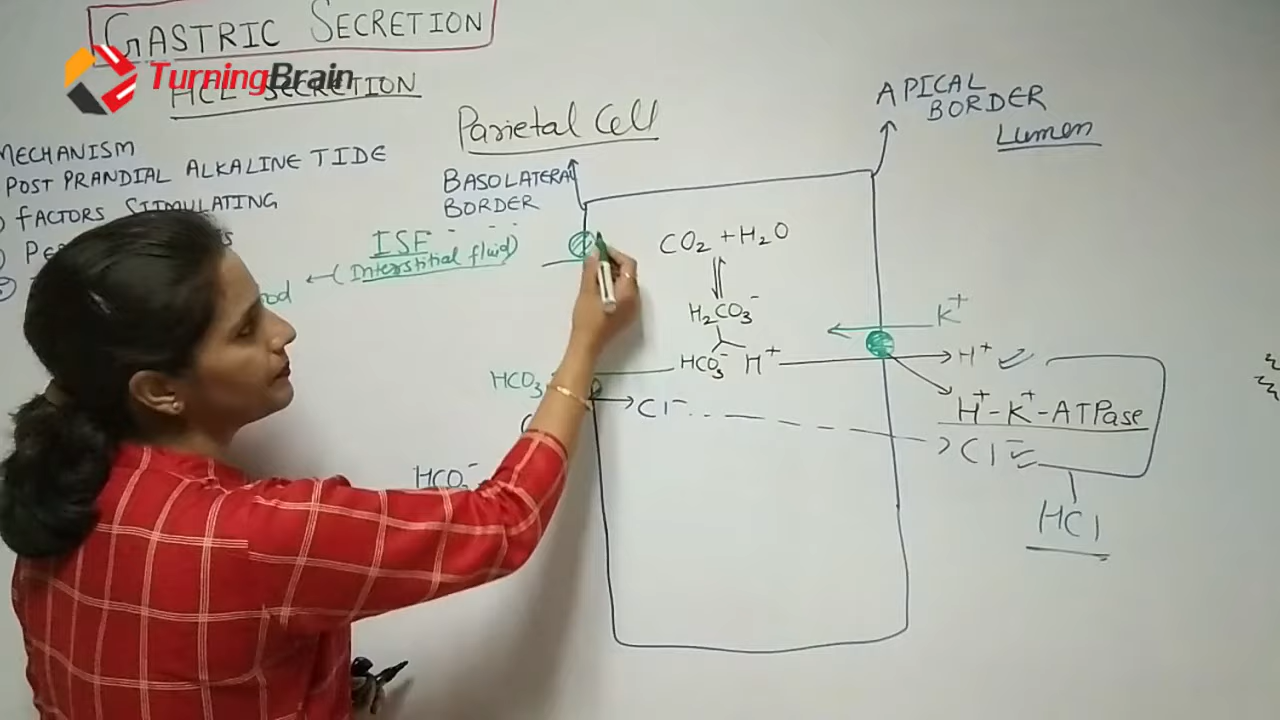 GASTRIC SECRETION
TurningBrain
HCL SECRETION
MECHANISM
POST PRANDIAL ALKALINE TIDE
FACTORS STIMULATING
Parietal Cell
BASOLATERAL
BORDER
APICAL
BORDER
Lumen
ISF
(Interstitial fluid)
CO₂ + H₂O
H₂CO₃⁻
HCO₃⁻ H⁺
K⁺
H⁺
H⁺-K⁺-ATPase
HCO₃
Cl⁻
Cl⁻
HCO₃⁻
HCl